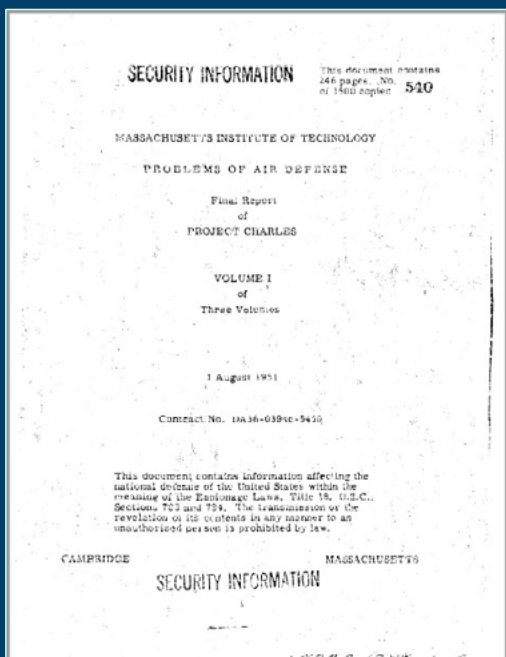 SECURITY INFORMATION
This document contains
246 pages. No.
of 1500 copies 540
MASSACHUSETTS INSTITUTE OF TECHNOLOGY
PROBLEMS OF AIR DEFENSE
Final Report
of
PROJECT CHARLES
VOLUME I
of
Three Volumes
1 August 1951
Contract No.
This document contains information affecting the
national defense of the United States within the
meaning of the Espionage Laws, Title 18, U.S.C.,
Sections 793 and 794. The transmission or the
revelation of its contents in any manner to an
unauthorized person is prohibited by law.
CAMBRIDGE MASSACHUSETTS
SECURITY INFORMATION